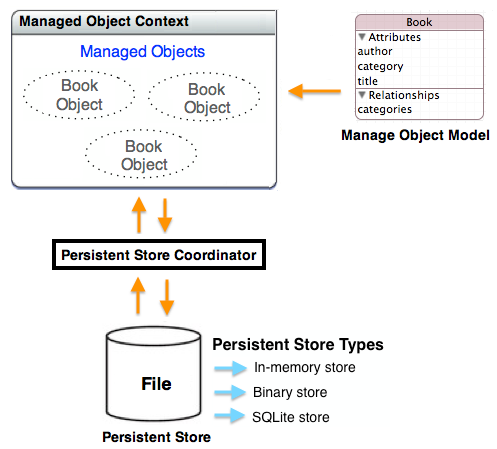 Managed Object Context
Managed Objects
Book
Object
Book
Object
Book
Object
Book
▼ Attributes
author
category
title
▼ Relationships
categories
Manage Object Model
Persistent Store Coordinator
File
Persistent Store
Persistent Store Types
In-memory store
Binary store
SQLite store